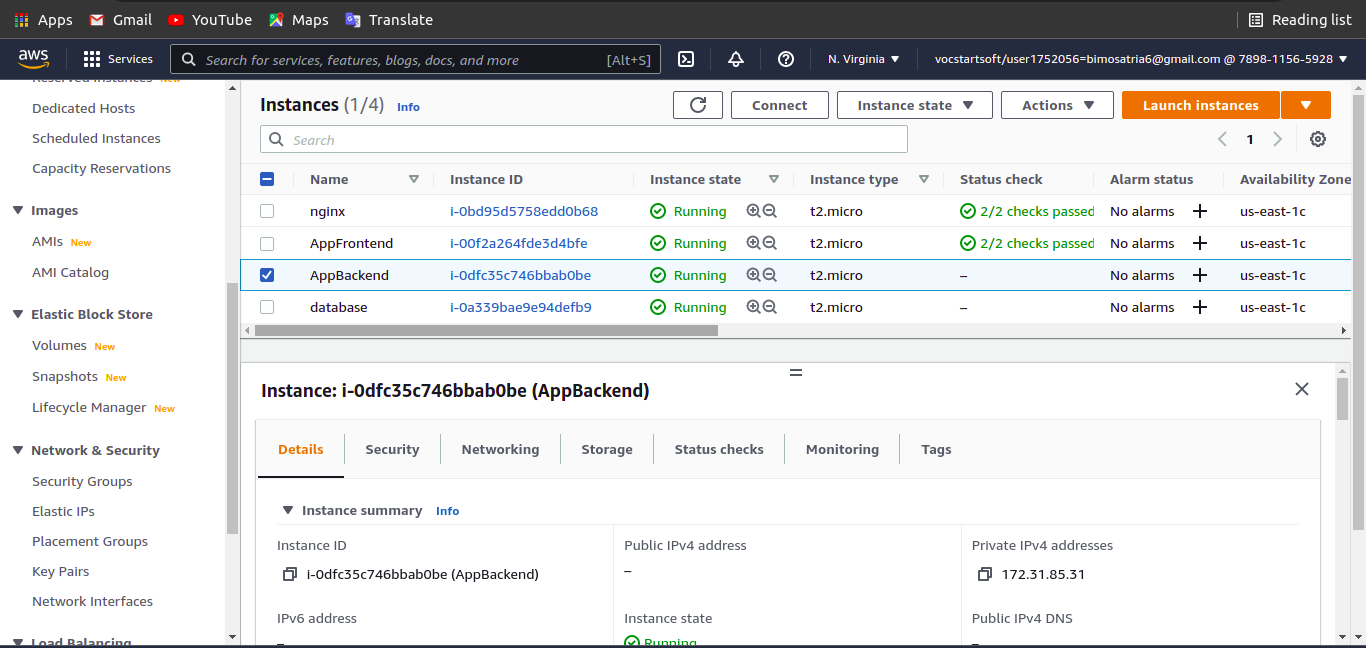 Apps Gmail YouTube Maps Translate Reading list
aws Services Search for services, features, blogs, docs, and more [Alt+S] N. Virginia vocstartsoft/user1752056=bimosatria6@gmail.com @ 7898-1156-5928
Reserved Instances New
Dedicated Hosts
Scheduled Instances
Capacity Reservations
Images
AMIs New
AMI Catalog
Elastic Block Store
Volumes New
Snapshots New
Lifecycle Manager New
Network & Security
Security Groups
Elastic IPs
Placement Groups
Key Pairs
Network Interfaces
Load Balancing
Instances (1/4) Info Connect Instance state Actions Launch instances
Search 1
Name Instance ID Instance state Instance type Status check Alarm status Availability Zone
nginx i-0bd95d5758edd0b68 Running t2.micro 2/2 checks passed No alarms + us-east-1c
AppFrontend i-00f2a264fde3d4bfe Running t2.micro 2/2 checks passed No alarms + us-east-1c
AppBackend i-0dfc35c746bbab0be Running t2.micro – No alarms + us-east-1c
database i-0a339bae9e94defb9 Running t2.micro – No alarms + us-east-1c
Instance: i-0dfc35c746bbab0be (AppBackend)
Details Security Networking Storage Status checks Monitoring Tags
Instance summary Info
Instance ID Public IPv4 address Private IPv4 addresses
i-0dfc35c746bbab0be (AppBackend) – 172.31.85.31
IPv6 address Instance state Public IPv4 DNS
– Running –